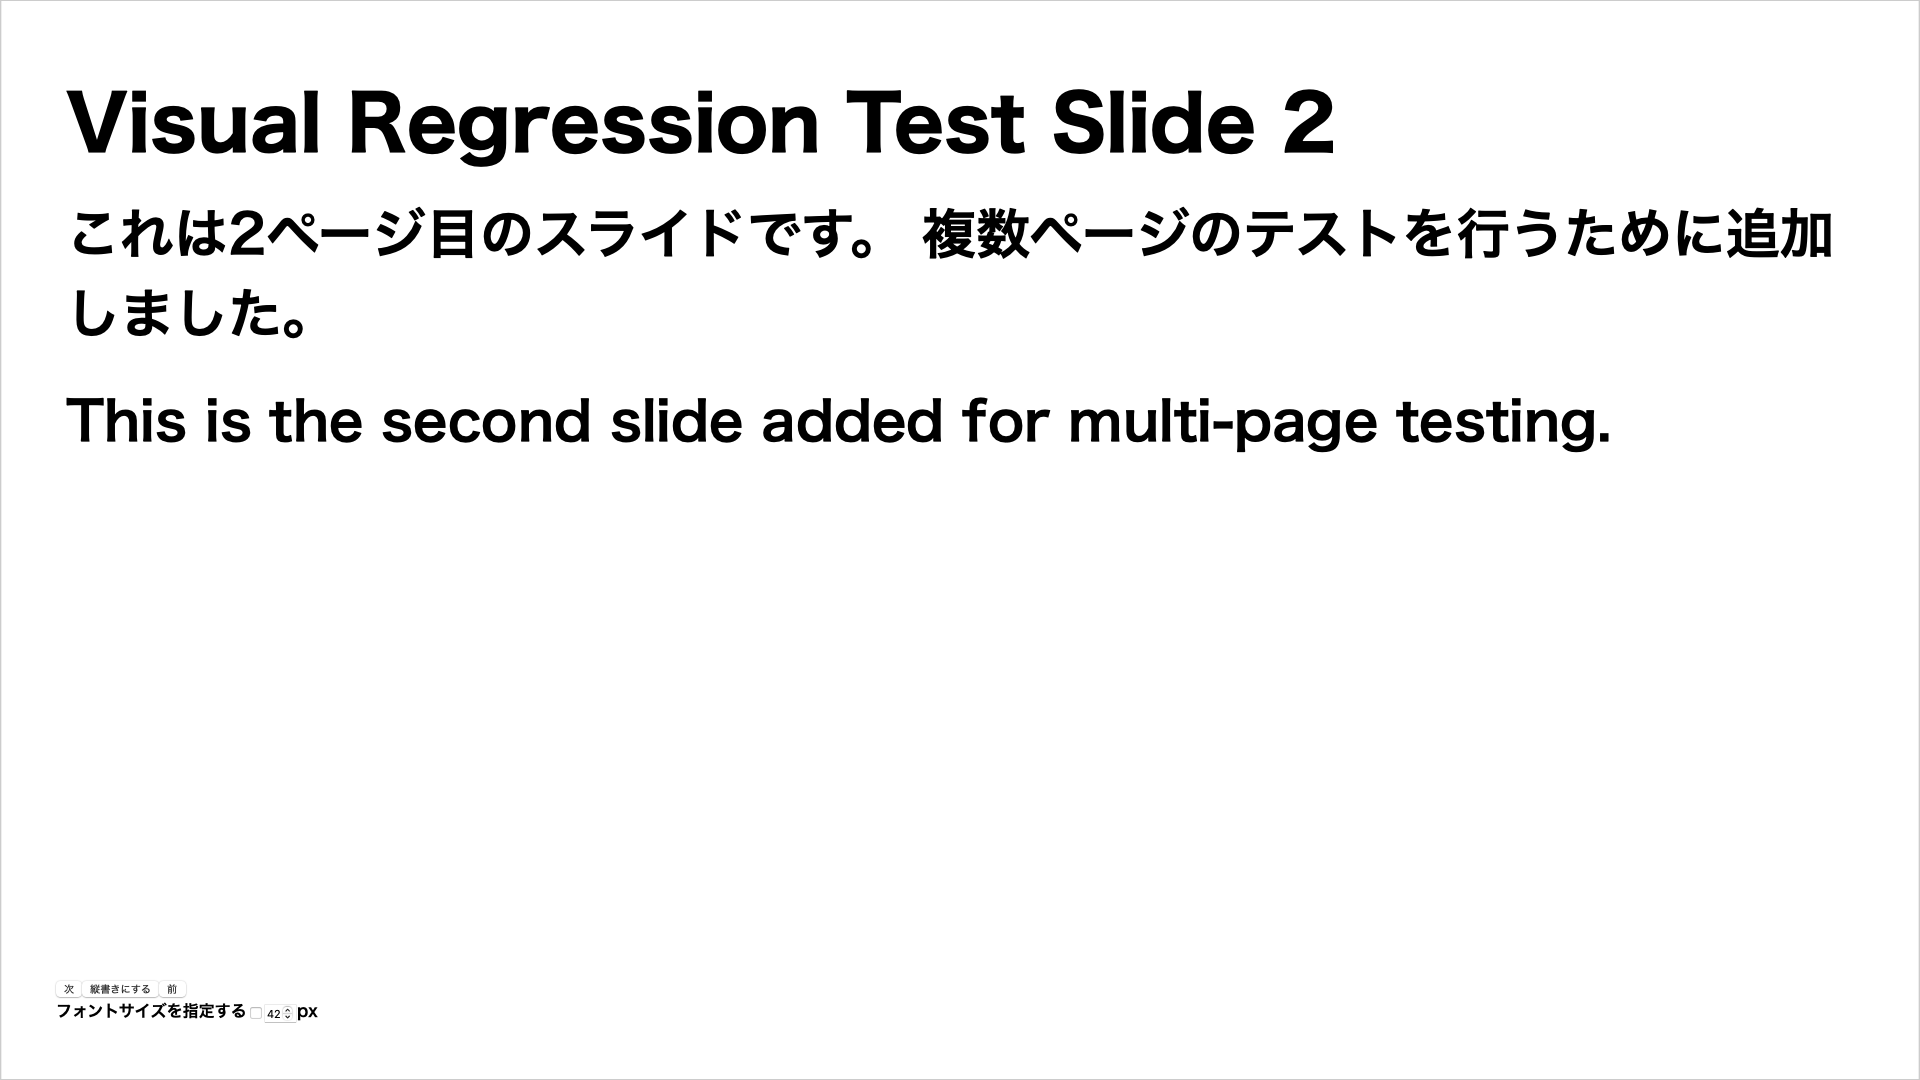 Visual Regression Test Slide 2
これは2ページ目のスライドです。 複数ページのテストを行うために追加
しました。
This is the second slide added for multi-page testing.
次 縦書きにする 前
フォントサイズを指定する 42 px